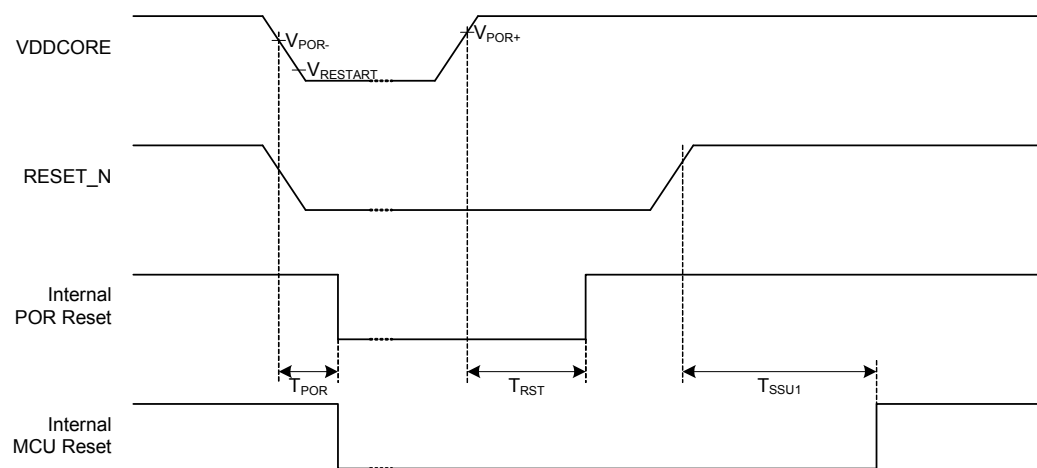 VDDCORE
VPOR-
VRESTART
VPOR+
RESET_N
Internal
POR Reset
TPOR
TRST
TSSU1
Internal
MCU Reset